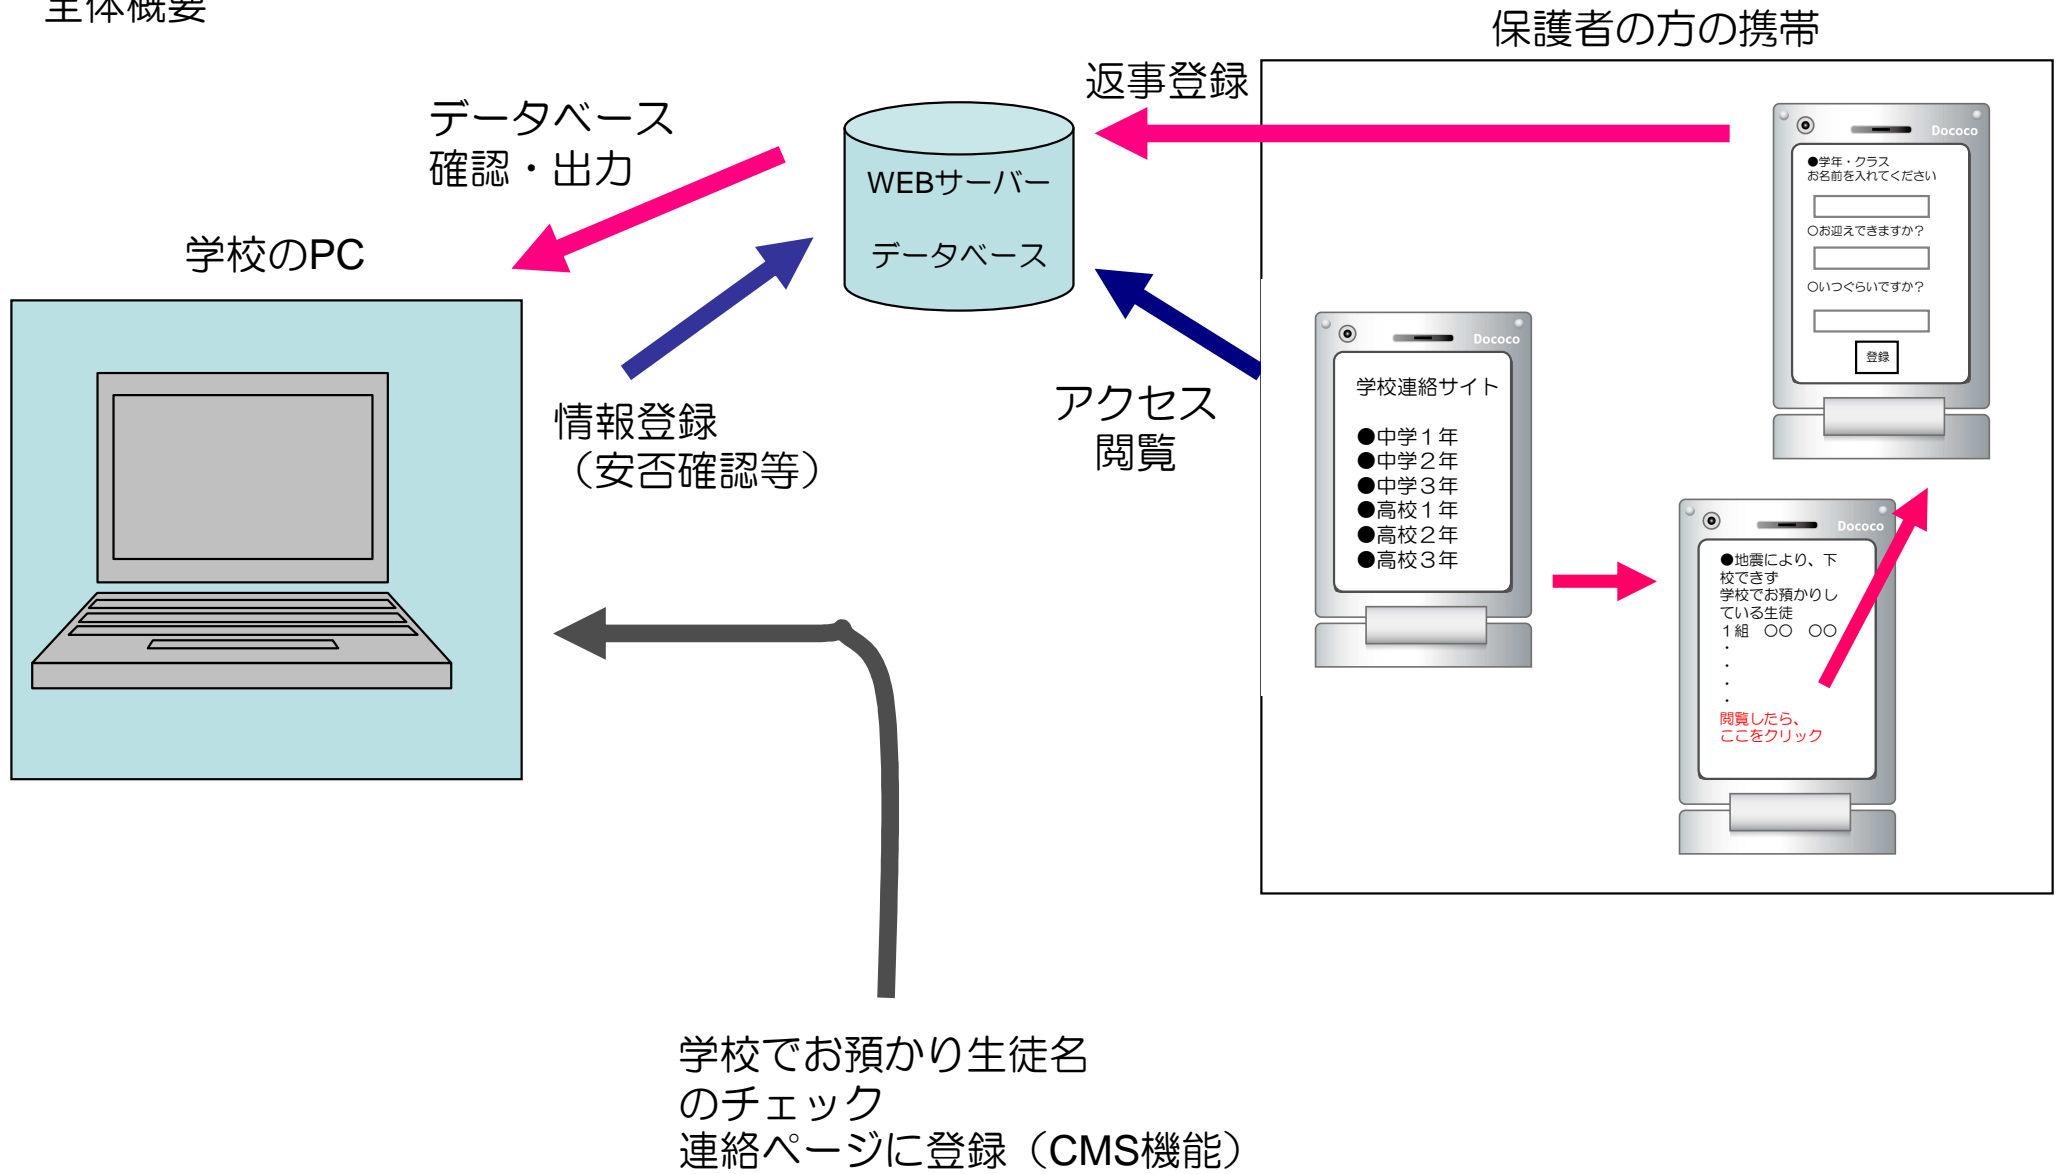 主体概要
保護者の方の携帯
返事登録
データベース
確認・出力
WEBサーバー
データベース
学校のPC
情報登録
（安否確認等）
アクセス
閲覧
Dococo
●学年・クラス
お名前を入れてください
○お迎えできますか？
○いつぐらいですか？
登録
Dococo
学校連絡サイト
●中学１年
●中学２年
●中学３年
●高校１年
●高校２年
●高校３年
Dococo
●地震により、下
校できず
学校でお預かりし
ている生徒
１組　○○　○○
・
・
・
・
閲覧したら、
ここをクリック
学校でお預かり生徒名
のチェック
連絡ページに登録（CMS機能）